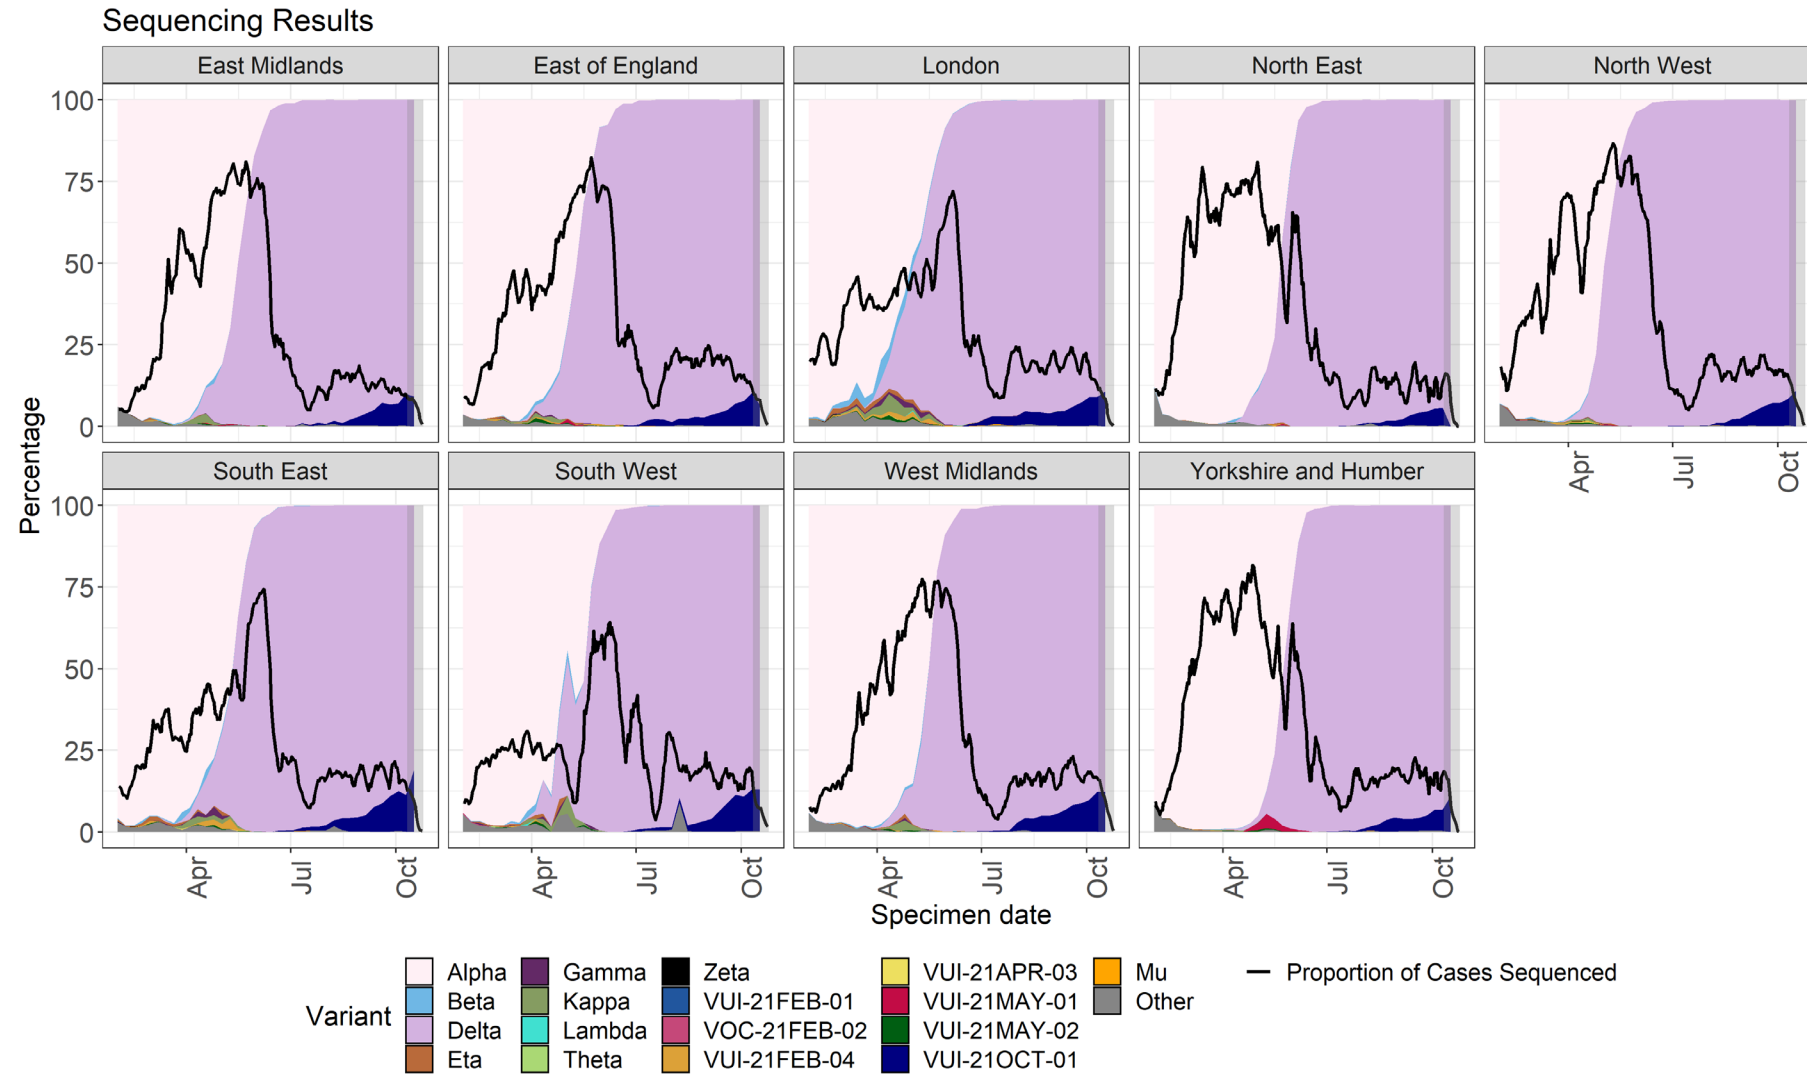 Sequencing Results
East Midlands
East of England
London
North East
North West
100
75
50
25
0
Apr
Jul
Oct
South East
South West
West Midlands
Yorkshire and Humber
100
75
50
25
0
Percentage
Apr
Jul
Oct
Apr
Jul
Oct
Apr
Jul
Oct
Apr
Jul
Oct
Specimen date
Variant
Alpha
Beta
Delta
Eta
Gamma
Kappa
Lambda
Theta
Zeta
VUI-21FEB-01
VOC-21FEB-02
VUI-21FEB-04
VUI-21APR-03
VUI-21MAY-01
VUI-21MAY-02
VUI-21OCT-01
Mu
Other
Proportion of Cases Sequenced